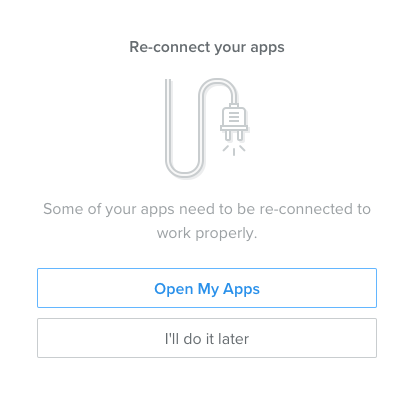 Re-connect your apps
Some of your apps need to be re-connected to
work properly.
Open My Apps
I'll do it later